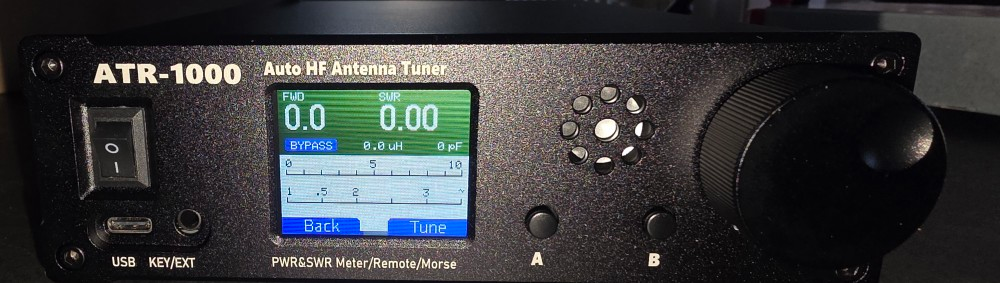 ATR-1000
Auto HF Antenna Tuner
FWD SWR
0.0 0.00
BYPASS 0.0 uH 0 pF
0 5 10
1 .5 2 3
Back Tune
O
I
USB KEY/EXT
PWR&SWR Meter/Remote/Morse
A B